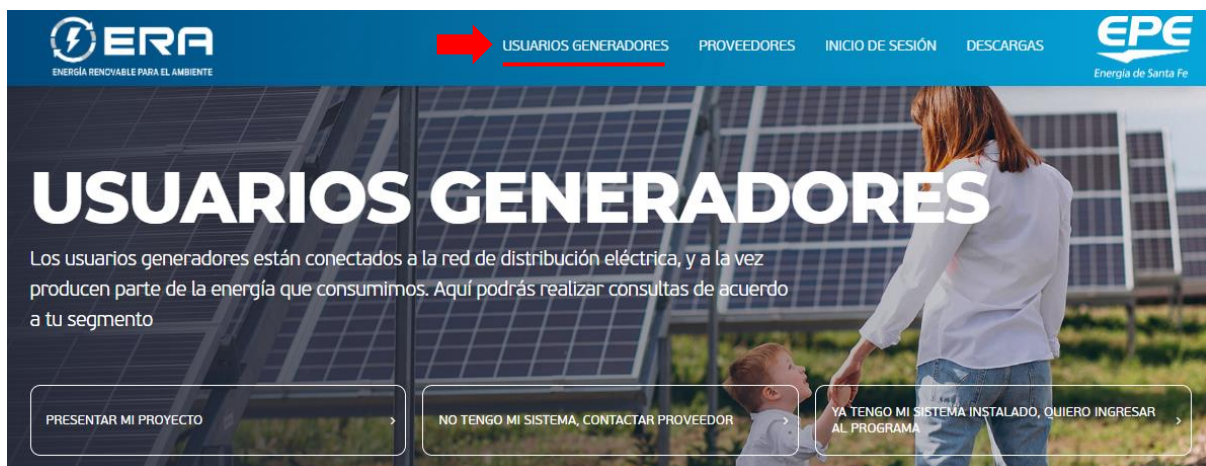 ERA
ENERGÍA RENOVABLE PARA EL AMBIENTE
USUARIOS GENERADORES
PROVEEDORES
INICIO DE SESIÓN
DESCARGAS
EPE
Energía de Santa Fe
USUARIOS GENERADORES
Los usuarios generadores están conectados a la red de distribución eléctrica, y a la vez
producen parte de la energía que consumimos. Aquí podrás realizar consultas de acuerdo
a tu segmento
PRESENTAR MI PROYECTO
NO TENGO MI SISTEMA, CONTACTAR PROVEEDOR
YA TENGO MI SISTEMA INSTALADO, QUIERO INGRESAR
AL PROGRAMA